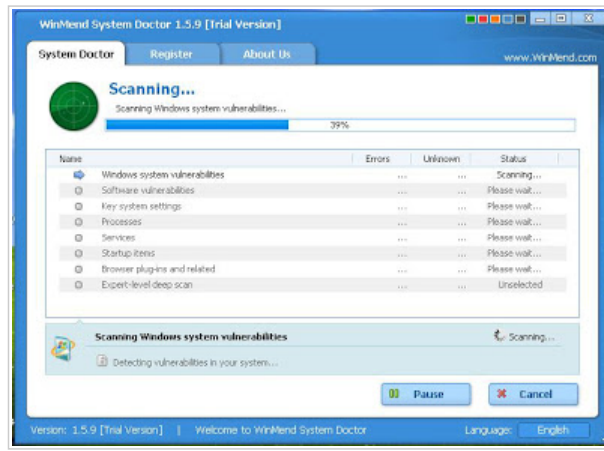 WinMend System Doctor 1.5.9 [Trial Version]
System Doctor Register About Us www.WinMend.com
Scanning...
Scanning Windows system vulnerabilities...
39%
Name Errors Unknown Status
Windows system vulnerabilities ... ... Scanning...
Software vulnerabilities ... ... Please wait...
Key system settings ... ... Please wait...
Processes ... ... Please wait...
Services ... ... Please wait...
Startup items ... ... Please wait...
Browser plug-ins and related ... ... Please wait...
Expert-level deep scan ... ... Unselected
Scanning Windows system vulnerabilities Scanning...
Detecting vulnerabilities in your system...
Pause Cancel
Version: 1.5.9 [Trial Version] | Welcome to WinMend System Doctor Language: English